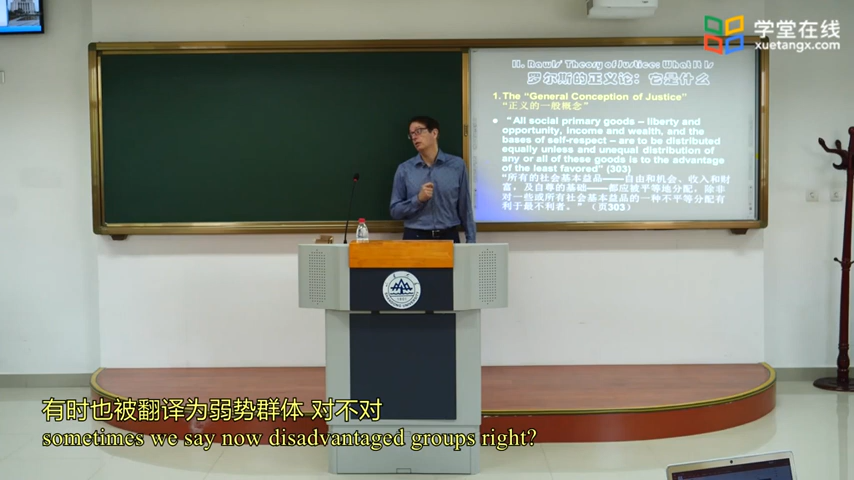 学堂在线
xuetangx.com
II. Rawls' Theory of Justice: What It Is
罗尔斯的正义论：它是什么
1. The "General Conception of Justice"
"正义的一般概念"
● "All social primary goods – liberty and
opportunity, income and wealth, and the
bases of self-respect – are to be distributed
equally unless and unequal distribution of
any or all of these goods is to the advantage
of the least favored" (303)
"所有的社会基本益品——自由和机会、收入和财
富，及自尊的基础——都应被平等地分配，除非
对一些或所有社会基本益品的一种不平等分配有
利于最不利者。"（页303）
有时也被翻译为弱势群体 对不对
sometimes we say now disadvantaged groups right?